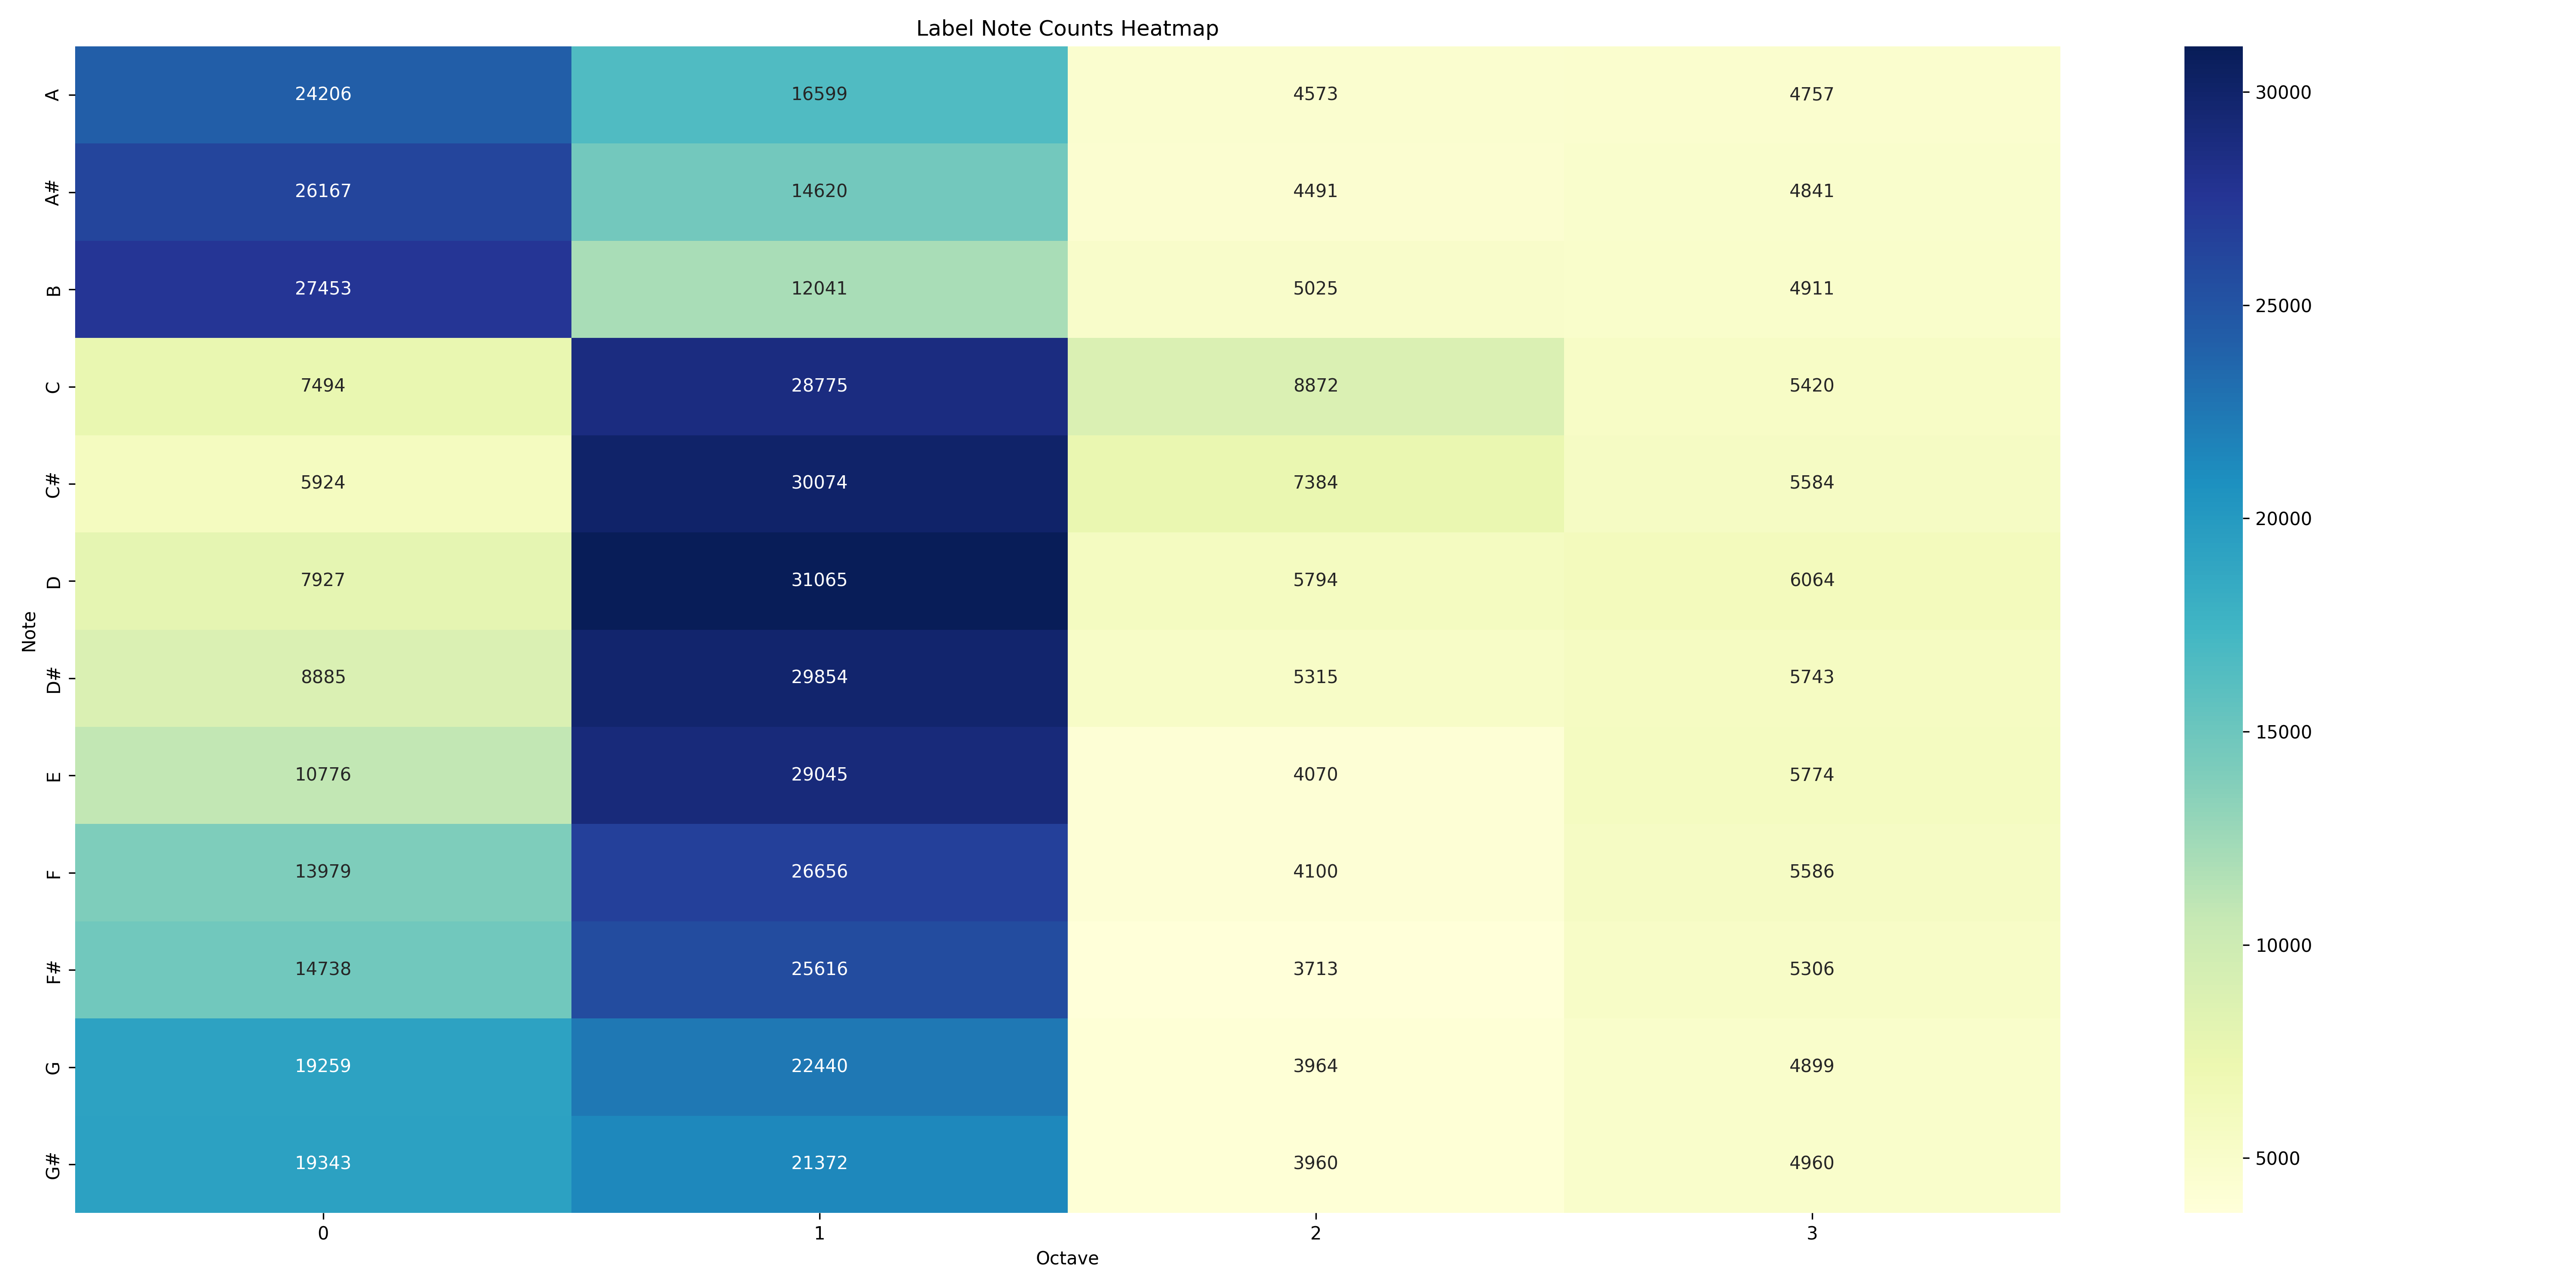 Label Note Counts Heatmap
A 24206 16599 4573 4757
A# 26167 14620 4491 4841
B 27453 12041 5025 4911
C 7494 28775 8872 5420
C# 5924 30074 7384 5584
D 7927 31065 5794 6064
D# 8885 29854 5315 5743
E 10776 29045 4070 5774
F 13979 26656 4100 5586
F# 14738 25616 3713 5306
G 19259 22440 3964 4899
G# 19343 21372 3960 4960
0 1 2 3
Octave
Note
30000
25000
20000
15000
10000
5000